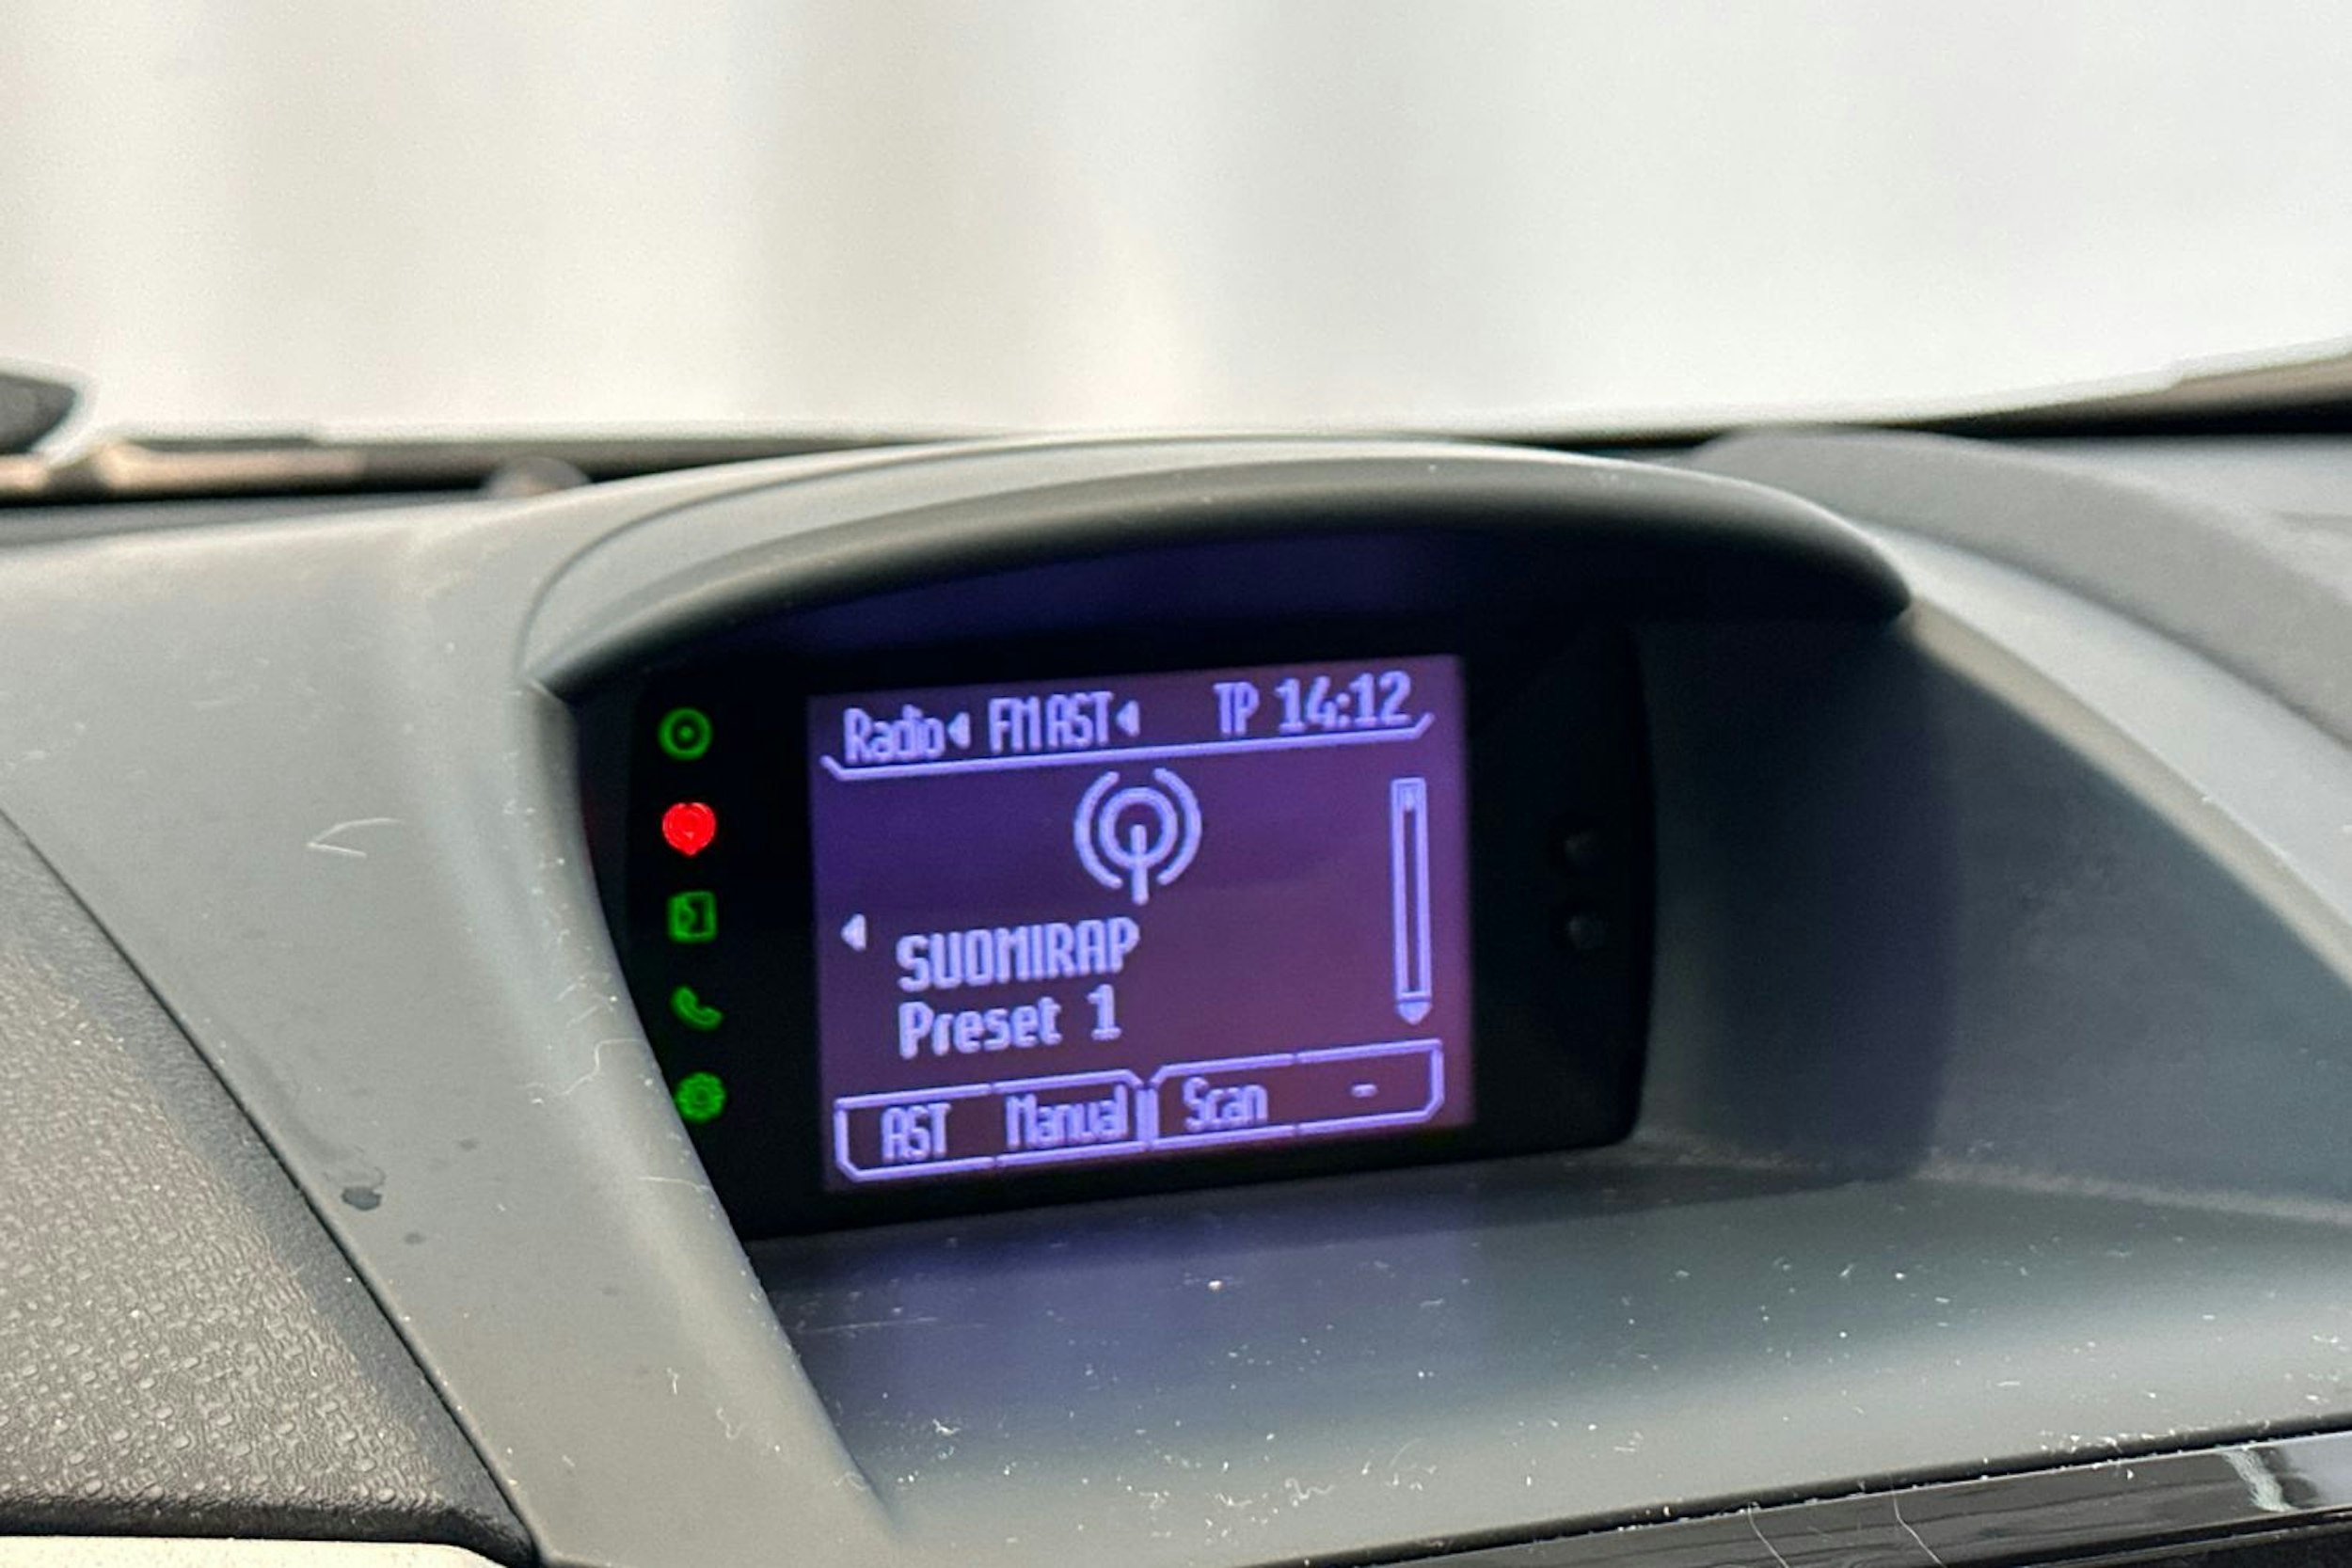 Radio FM AST TP 14:12
SUOMIRAP
Preset 1
AST Manual Scan -